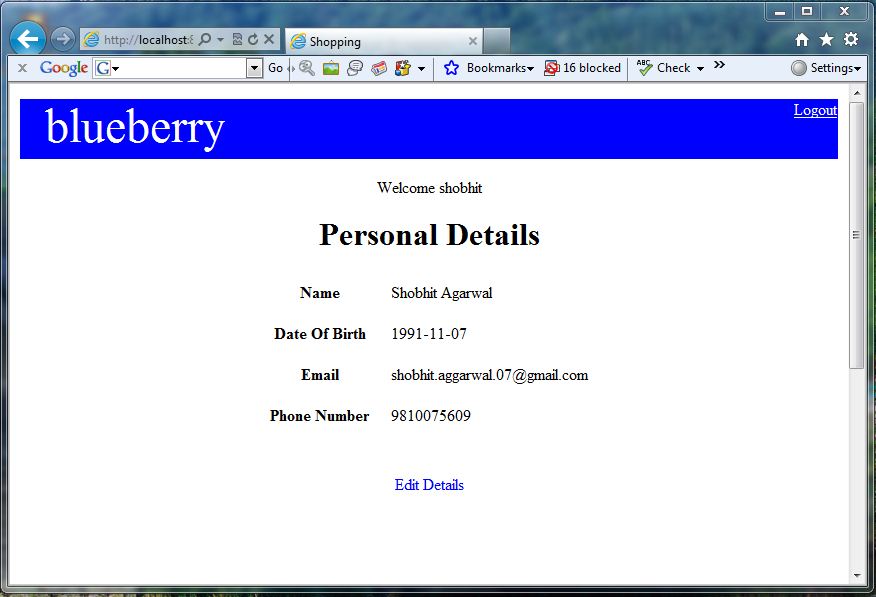 http://localhost:8
Shopping
Google
G
Go
Bookmarks
16 blocked
ABC
Check
Settings
blueberry
Logout
Welcome shobhit
Personal Details
Name Shobhit Agarwal
Date Of Birth 1991-11-07
Email shobhit.aggarwal.07@gmail.com
Phone Number 9810075609
Edit Details